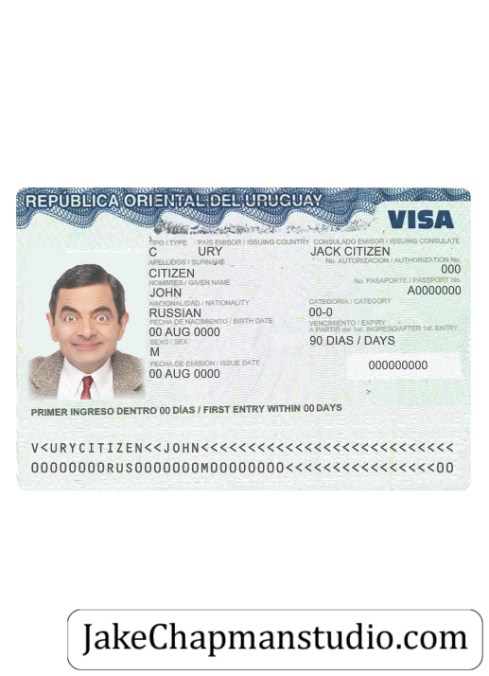 REPÚBLICA ORIENTAL DEL URUGUAY
VISA
TIPO / TYPE PAÍS EMISOR / ISSUING COUNTRY CONSULADO EMISOR / ISSUING CONSULATE
C URY JACK CITIZEN
APELLIDOS / SURNAME No. AUTORIZACION / AUTHORIZATION No.
CITIZEN 000
NOMBRES / GIVEN NAME No. PASAPORTE / PASSPORT No.
JOHN A0000000
NACIONALIDAD / NATIONALITY CATEGORIA / CATEGORY
RUSSIAN 00-0
FECHA DE NACIMIENTO / BIRTH DATE VENCIMIENTO / EXPIRY
A PARTIR del 1er. INGRESO/AFTER 1st. ENTRY
00 AUG 0000
SEXO / SEX 90 DIAS / DAYS
M
FECHA DE EMISIÓN / ISSUE DATE
00 AUG 0000 000000000
PRIMER INGRESO DENTRO 00 DÍAS / FIRST ENTRY WITHIN 00 DAYS
V<URYCITIZEN<<JOHN<<<<<<<<<<<<<<<<<<<<<<<<<<
00000000RUS0000000M00000000<<<<<<<<<<<<<<<00
JakeChapmanstudio.com